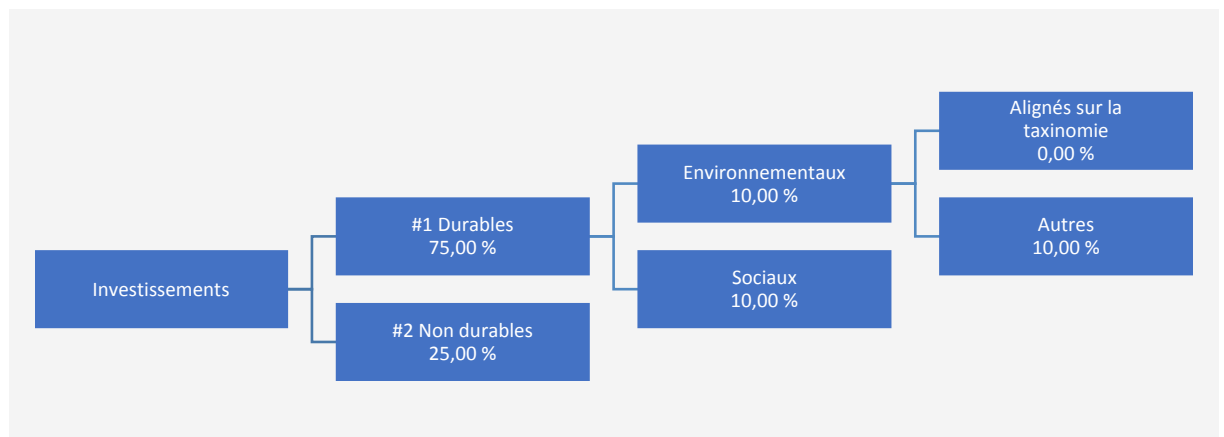 Investissements
#1 Durables
75,00 %
#2 Non durables
25,00 %
Environnementaux
10,00 %
Sociaux
10,00 %
Alignés sur la
taxinomie
0,00 %
Autres
10,00 %